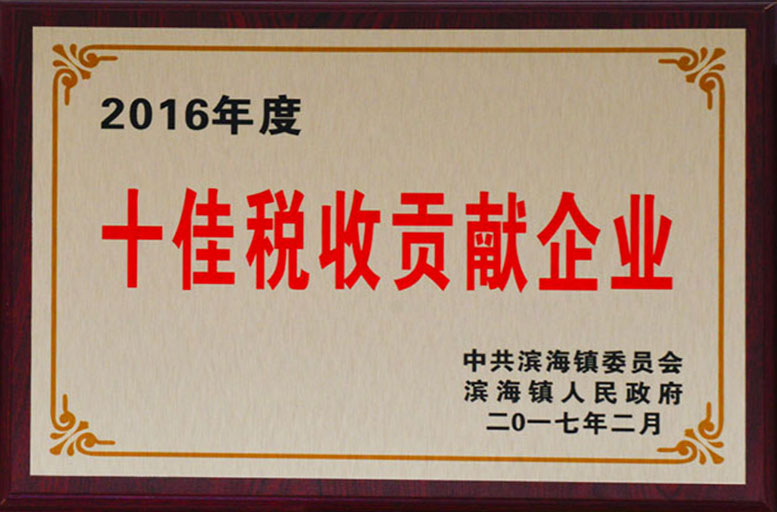 2016年度
十佳税收贡献企业
中共滨海镇委员会
滨海镇人民政府
二0一七年二月